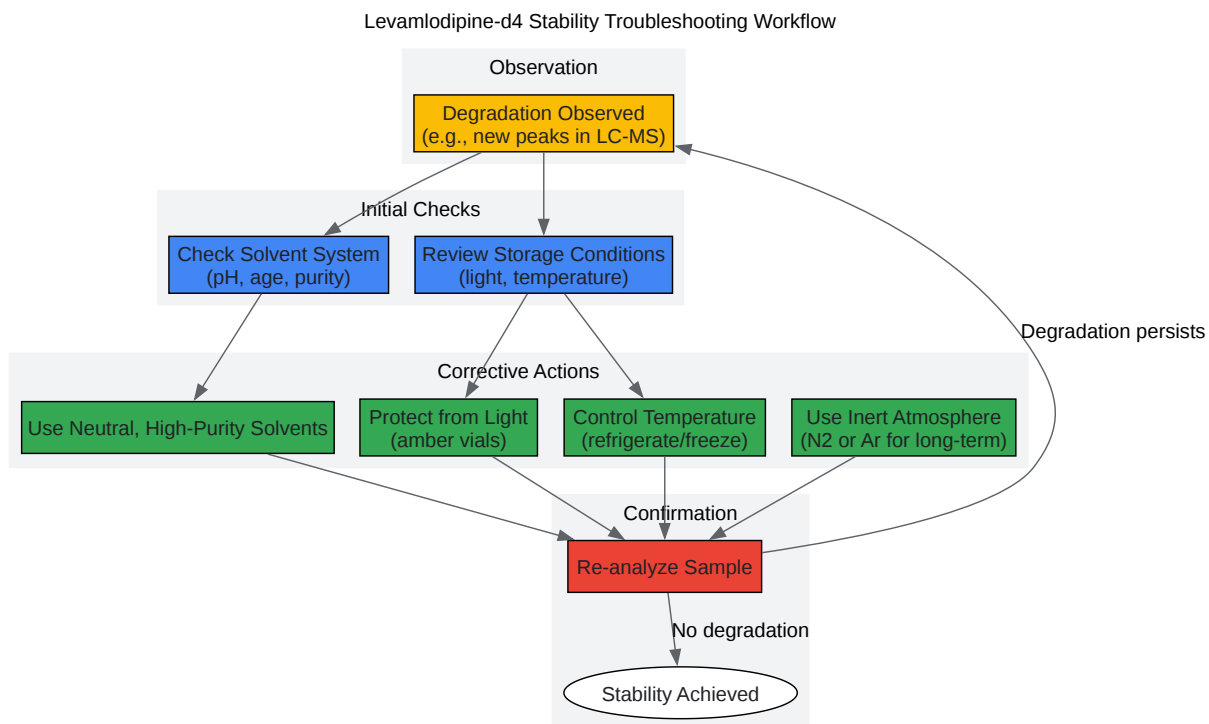 Levamlodipine-d4 Stability Troubleshooting Workflow
Observation
Degradation Observed
(e.g., new peaks in LC-MS)
Initial Checks
Check Solvent System
(pH, age, purity)
Review Storage Conditions
(light, temperature)
Degradation persists
Corrective Actions
Use Neutral, High-Purity Solvents
Protect from Light
(amber vials)
Control Temperature
(refrigerate/freeze)
Use Inert Atmosphere
(N2 or Ar for long-term)
Confirmation
Re-analyze Sample
No degradation
Stability Achieved